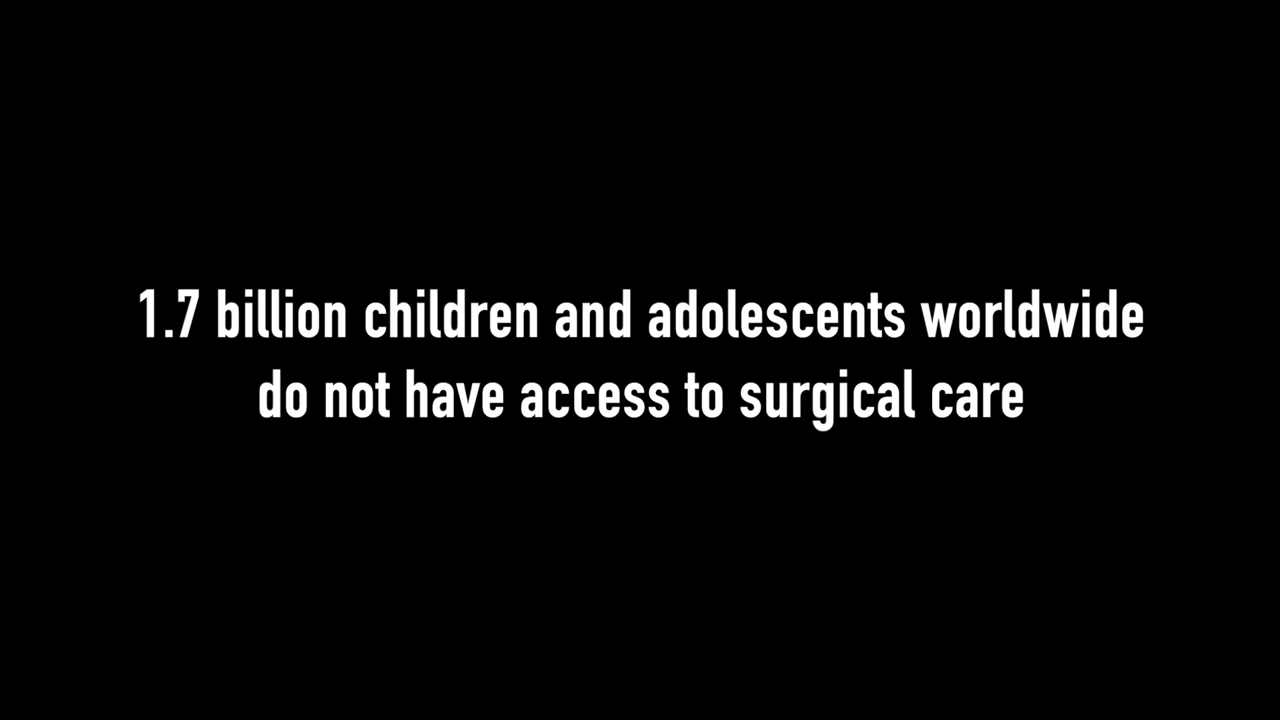 1.7 billion children and adolescents worldwide
do not have access to surgical care